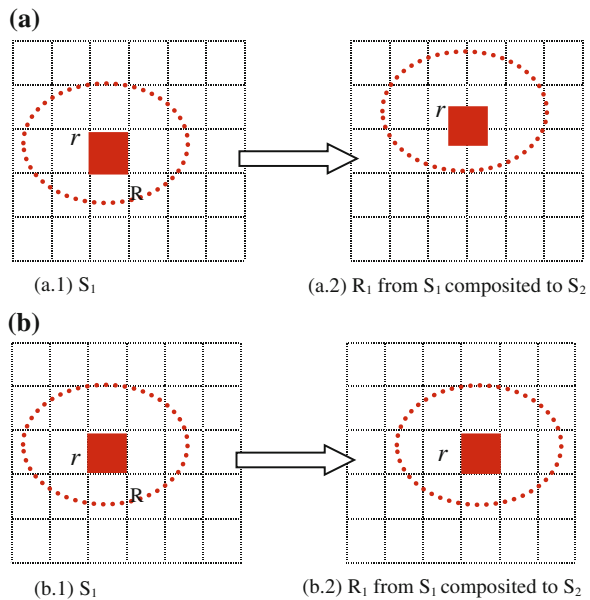 (a)
r
R
r
(a.1) S₁
(a.2) R₁ from S₁ composited to S₂
(b)
r
R
r
(b.1) S₁
(b.2) R₁ from S₁ composited to S₂